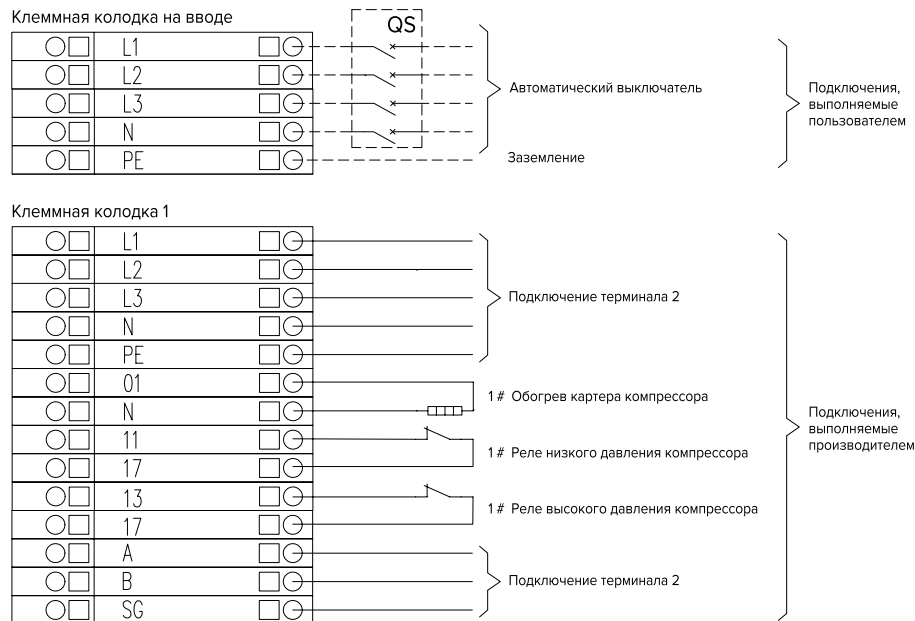 Клеммная колодка на вводе
QS
L1
L2
L3
N
PE
Автоматический выключатель
Заземление
Подключения,
выполняемые
пользователем
Клеммная колодка 1
L1
L2
L3
N
PE
01
N
11
17
13
17
A
B
SG
Подключение терминала 2
1 # Обогрев картера компрессора
1 # Реле низкого давления компрессора
1 # Реле высокого давления компрессора
Подключение терминала 2
Подключения,
выполняемые
производителем